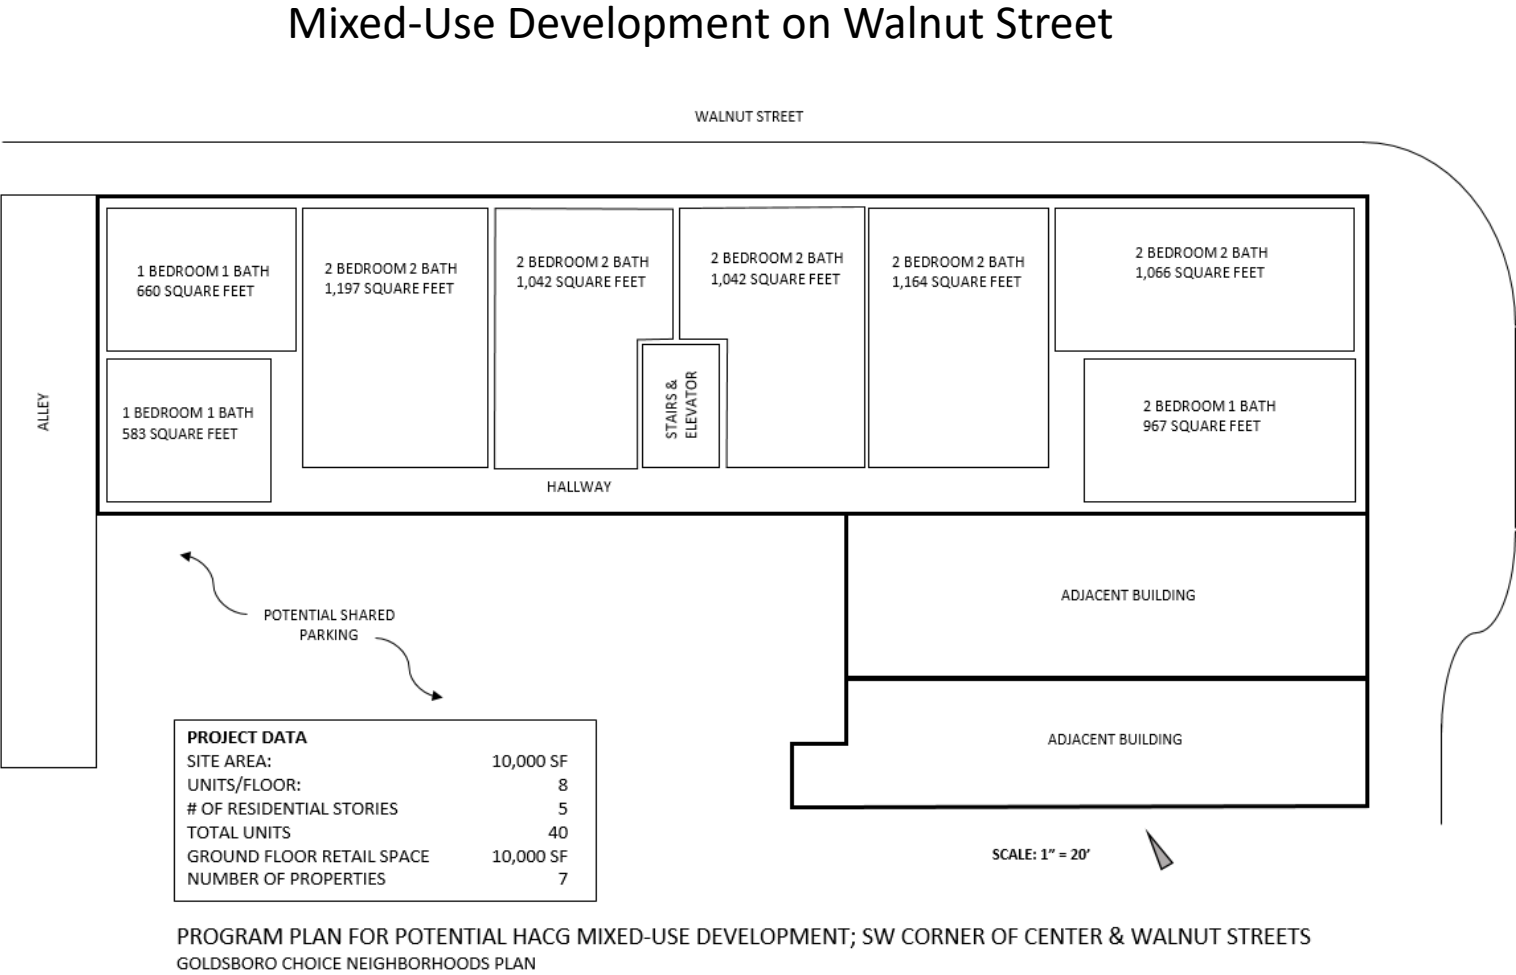 Mixed-Use Development on Walnut Street
WALNUT STREET
ALLEY
1 BEDROOM 1 BATH
660 SQUARE FEET
2 BEDROOM 2 BATH
1,197 SQUARE FEET
2 BEDROOM 2 BATH
1,042 SQUARE FEET
2 BEDROOM 2 BATH
1,042 SQUARE FEET
2 BEDROOM 2 BATH
1,164 SQUARE FEET
2 BEDROOM 2 BATH
1,066 SQUARE FEET
1 BEDROOM 1 BATH
583 SQUARE FEET
STAIRS &
ELEVATOR
2 BEDROOM 1 BATH
967 SQUARE FEET
HALLWAY
POTENTIAL SHARED
PARKING
ADJACENT BUILDING
ADJACENT BUILDING
PROJECT DATA
SITE AREA: 10,000 SF
UNITS/FLOOR: 8
# OF RESIDENTIAL STORIES 5
TOTAL UNITS 40
GROUND FLOOR RETAIL SPACE 10,000 SF
NUMBER OF PROPERTIES 7
SCALE: 1” = 20’
PROGRAM PLAN FOR POTENTIAL HACG MIXED-USE DEVELOPMENT; SW CORNER OF CENTER & WALNUT STREETS
GOLDSBORO CHOICE NEIGHBORHOODS PLAN